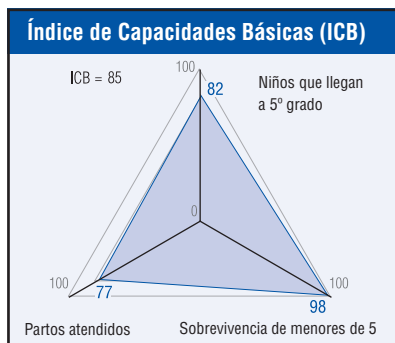 Índice de Capacidades Básicas (ICB)
ICB = 85
100
82
Niños que llegan
a 5º grado
0
100
77
100
98
Partos atendidos
Sobrevivencia de menores de 5